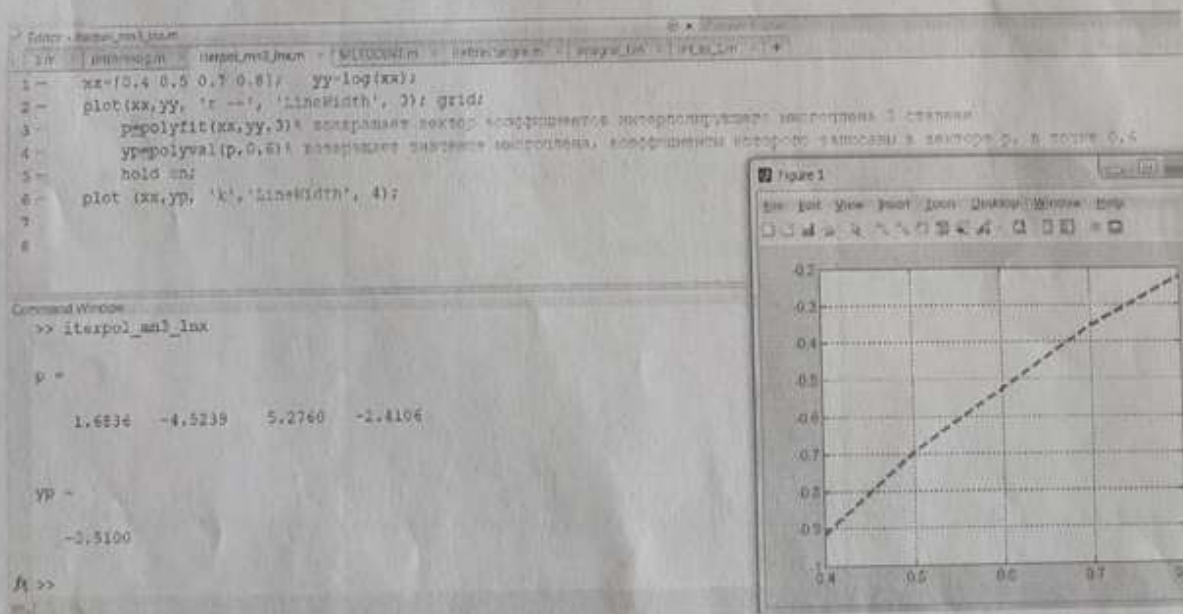 Editor - iterpol_mn3_lnx.m
iterpol_mn3_lnx.m +
1 - xx=[0.4 0.5 0.7 0.8]; yy=log(xx);
2 - plot(xx,yy, 'r --', 'LineWidth', 3); grid;
3 - p=polyfit(xx,yy,3)% возвращает вектор коэффициентов интерполирующего многочлена 3 степени
4 - yp=polyval(p,0.6)% возвращает значение многочлена, коэффициенты которого записаны в векторе p, в точке 0.6
5 - hold on;
6 - plot (xx,yp, 'k','LineWidth', 4);
7
8
Figure 1
File Edit View Insert Tools Desktop Window Help
-0.2
-0.3
-0.4
-0.5
-0.6
-0.7
-0.8
-0.9
-1
0.4 0.5 0.6 0.7
Command Window
>> iterpol_mn3_lnx
p =
1.6836 -4.5239 5.2760 -2.4106
yp =
-0.5100
fx >>